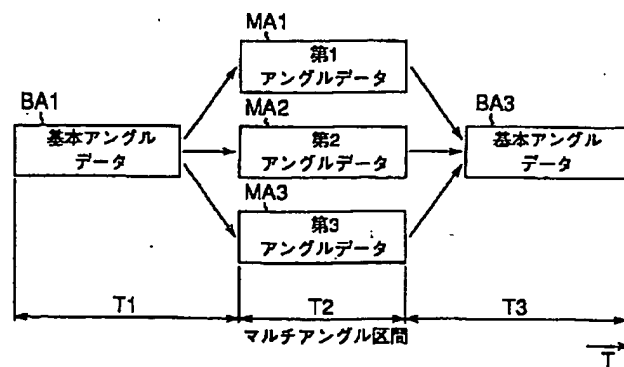 MA1
第1
アングルデータ
BA1
基本アングル
データ
MA2
第2
アングルデータ
BA3
基本アングル
データ
MA3
第3
アングルデータ
T1
T2
T3
マルチアングル区間
T